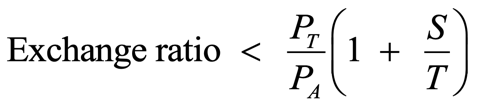 Exchange ratio < P_T/P_A (1 + S/T)